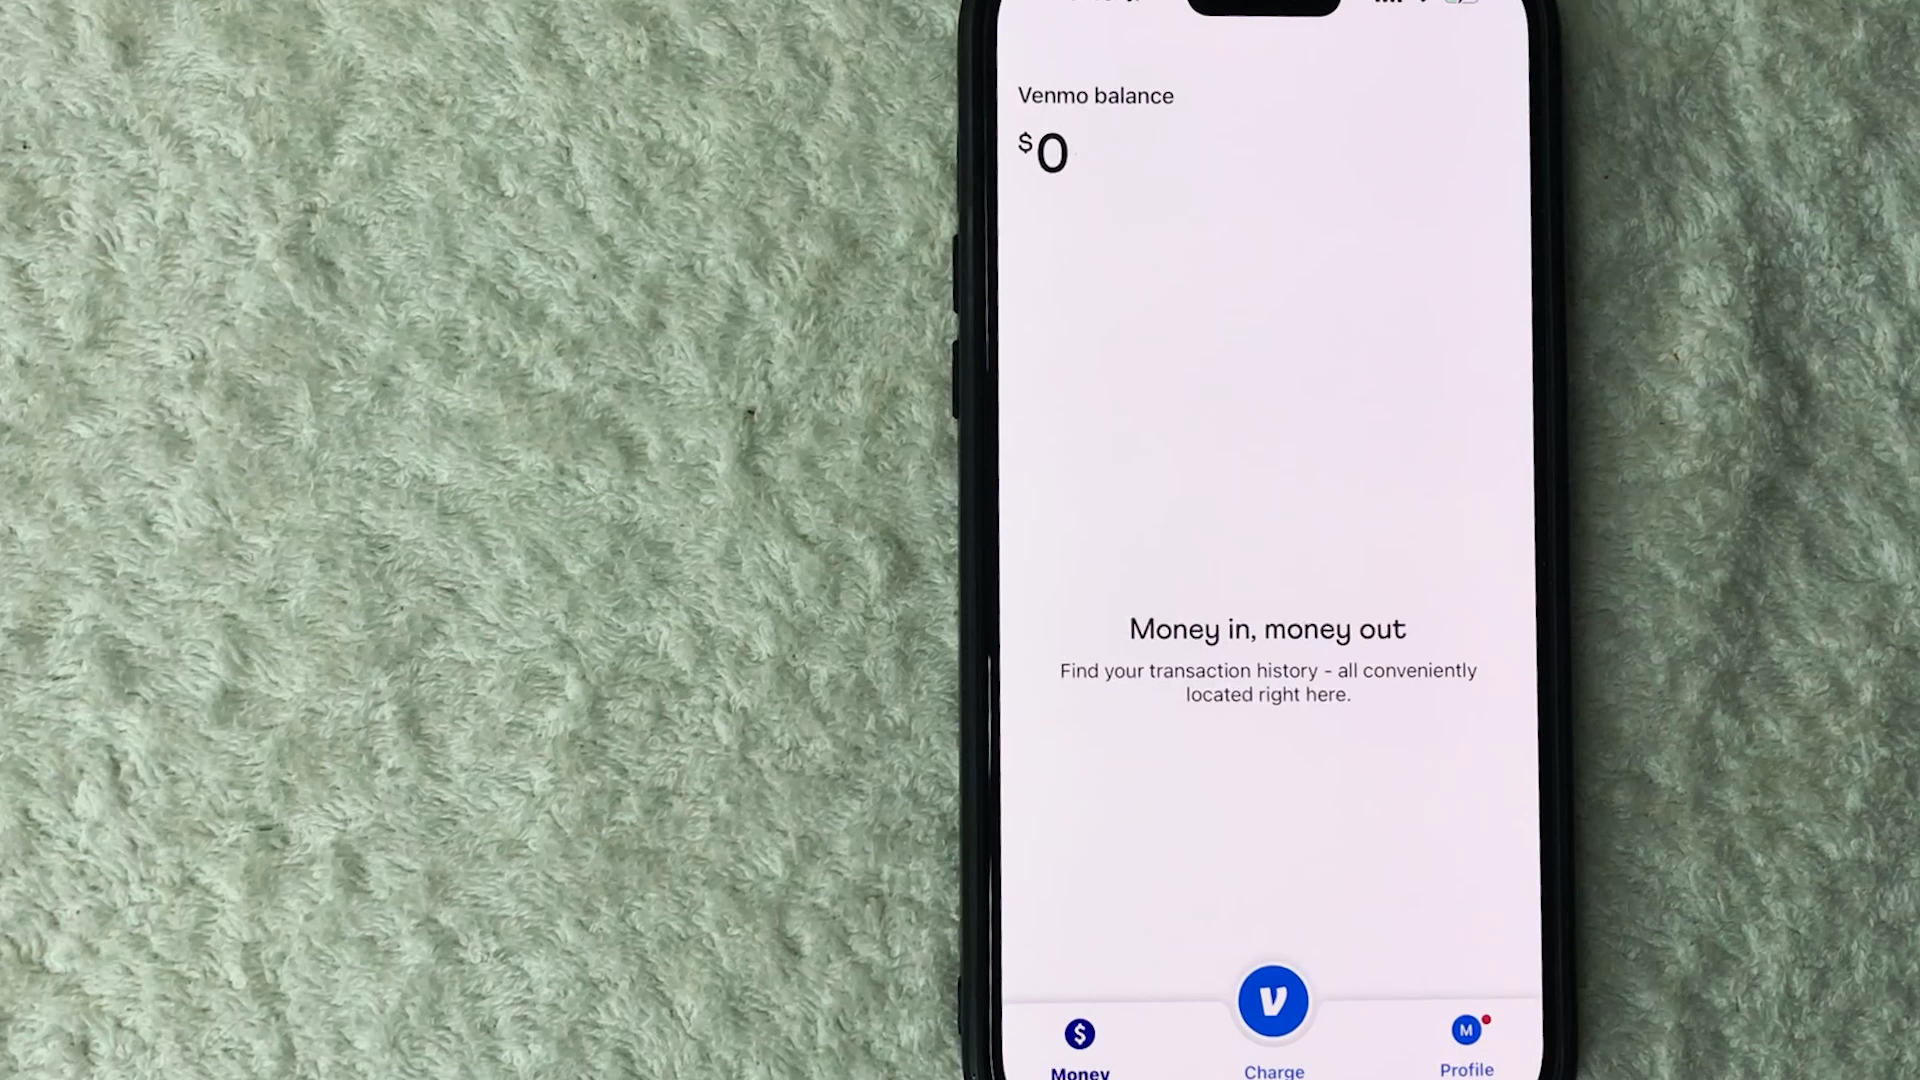 Venmo balance
$0
Money in, money out
Find your transaction history - all conveniently
located right here.
V
$
M
Money
Charge
Profile